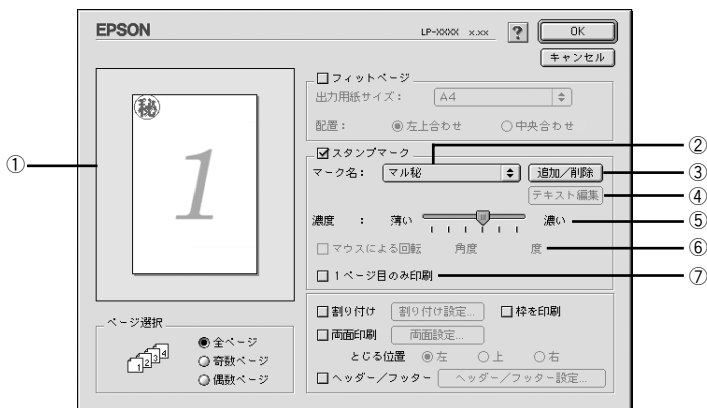 EPSON
LP-XXXX x.xx ? OK
キャンセル
フィットページ
出力用紙サイズ： A4
配置： 左上合わせ 中央合わせ
秘
1
①
スタンプマーク
②
マーク名： マル秘 追加／削除
③
テキスト編集
④
濃度 ： 薄い 濃い
⑤
マウスによる回転 角度 度
⑥
1ページ目のみ印刷
⑦
ページ選択
1 2 3 4
全ページ
奇数ページ
偶数ページ
割り付け 割り付け設定... 枠を印刷
両面印刷 両面設定...
とじる位置 左 上 右
ヘッダー／フッター ヘッダー／フッター設定...